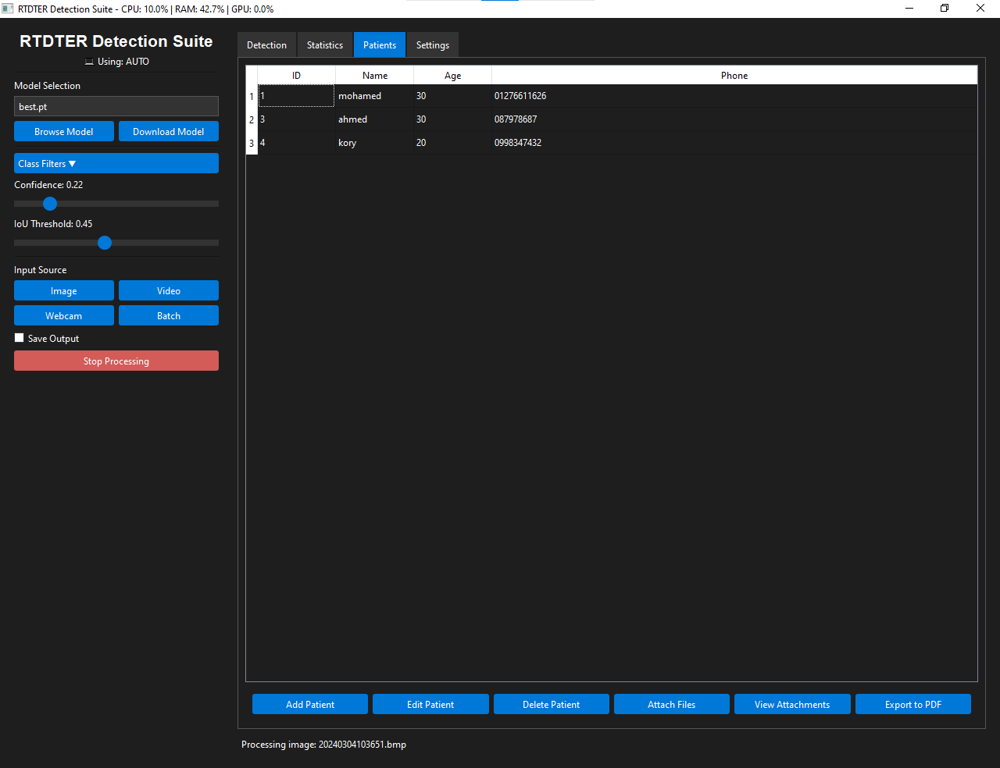 RTDTER Detection Suite - CPU: 10.0% | RAM: 42.7% | GPU: 0.0%
RTDTER Detection Suite
Using: AUTO
Model Selection
best.pt
Browse Model Download Model
Class Filters ▼
Confidence: 0.22
IoU Threshold: 0.45
Input Source
Image Video
Webcam Batch
Save Output
Stop Processing
Detection Statistics Patients Settings
ID Name Age Phone
1 1 mohamed 30 01276611626
2 3 ahmed 30 087978687
3 4 kory 20 0998347432
Add Patient Edit Patient Delete Patient Attach Files View Attachments Export to PDF
Processing image: 20240304103651.bmp